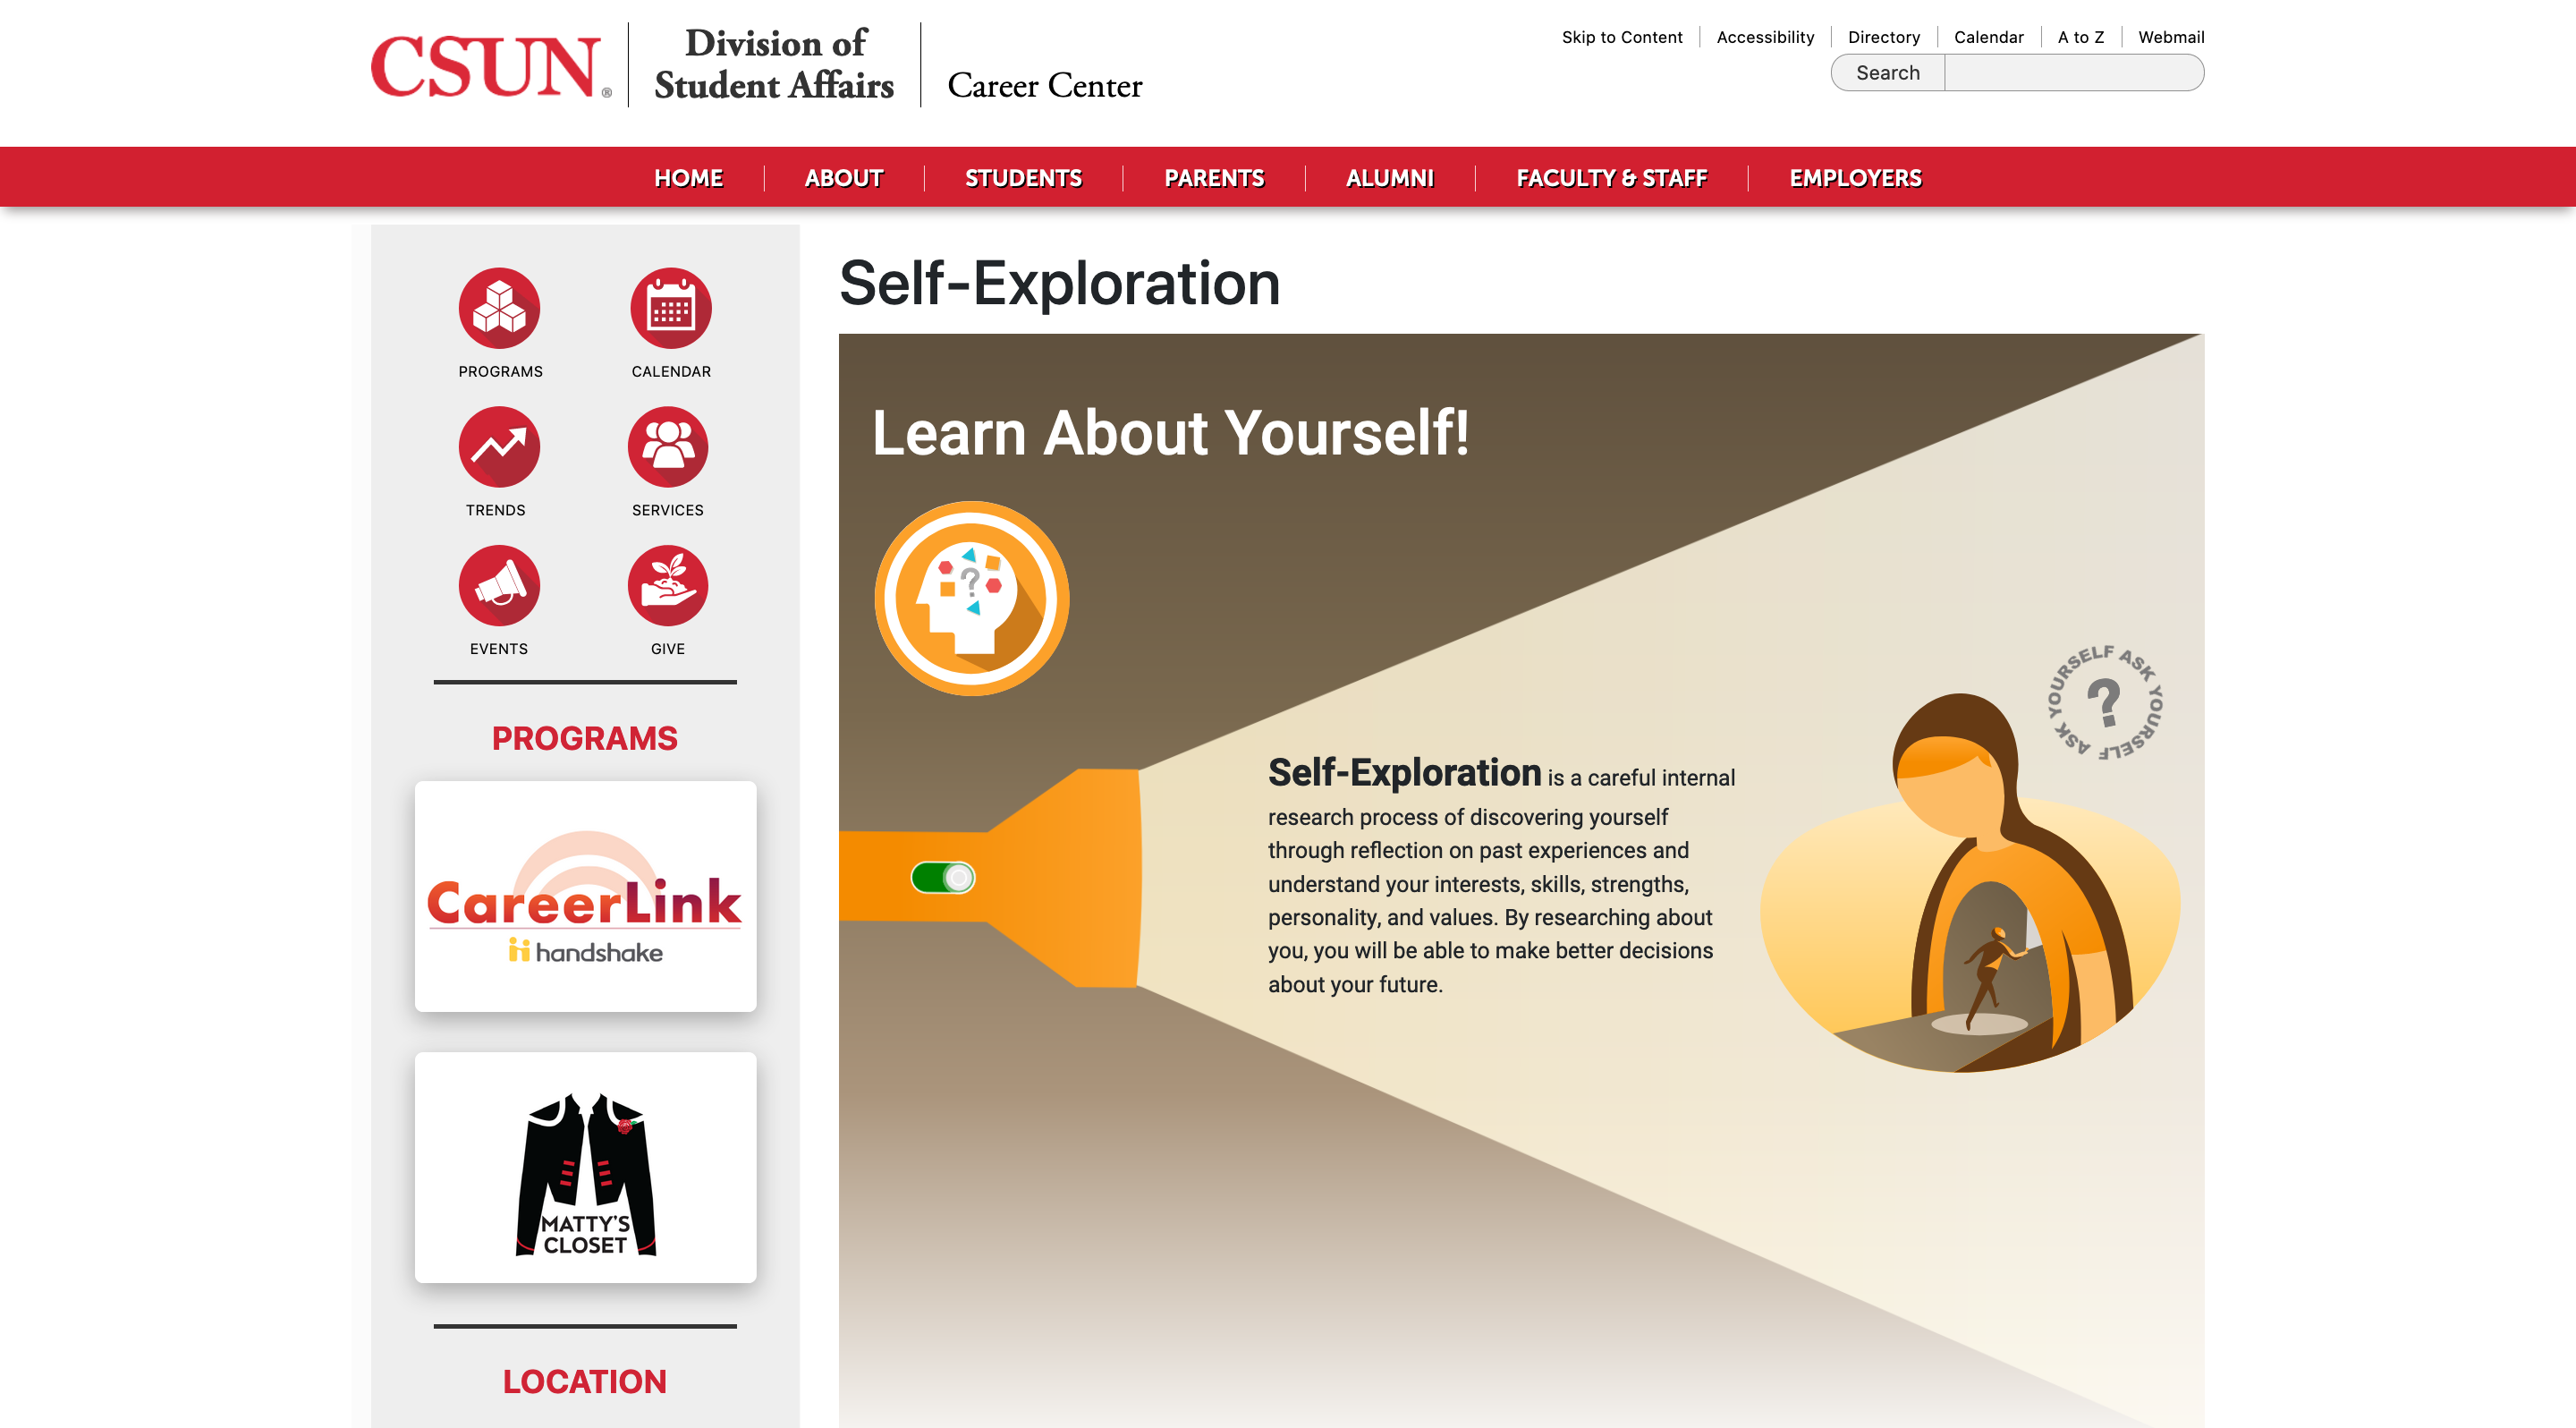 CSUN®
Division of
Student Affairs
Career Center
Skip to Content
Accessibility
Directory
Calendar
A to Z
Webmail
Search
HOME
ABOUT
STUDENTS
PARENTS
ALUMNI
FACULTY & STAFF
EMPLOYERS
PROGRAMS
CALENDAR
TRENDS
SERVICES
EVENTS
GIVE
PROGRAMS
CareerLink
handshake
MATTY'S
CLOSET
LOCATION
Self-Exploration
Learn About Yourself!
?
Self-Exploration is a careful internal
research process of discovering yourself
through reflection on past experiences and
understand your interests, skills, strengths,
personality, and values. By researching about
you, you will be able to make better decisions
about your future.
ASK YOURSELF ASK YOURSELF
?